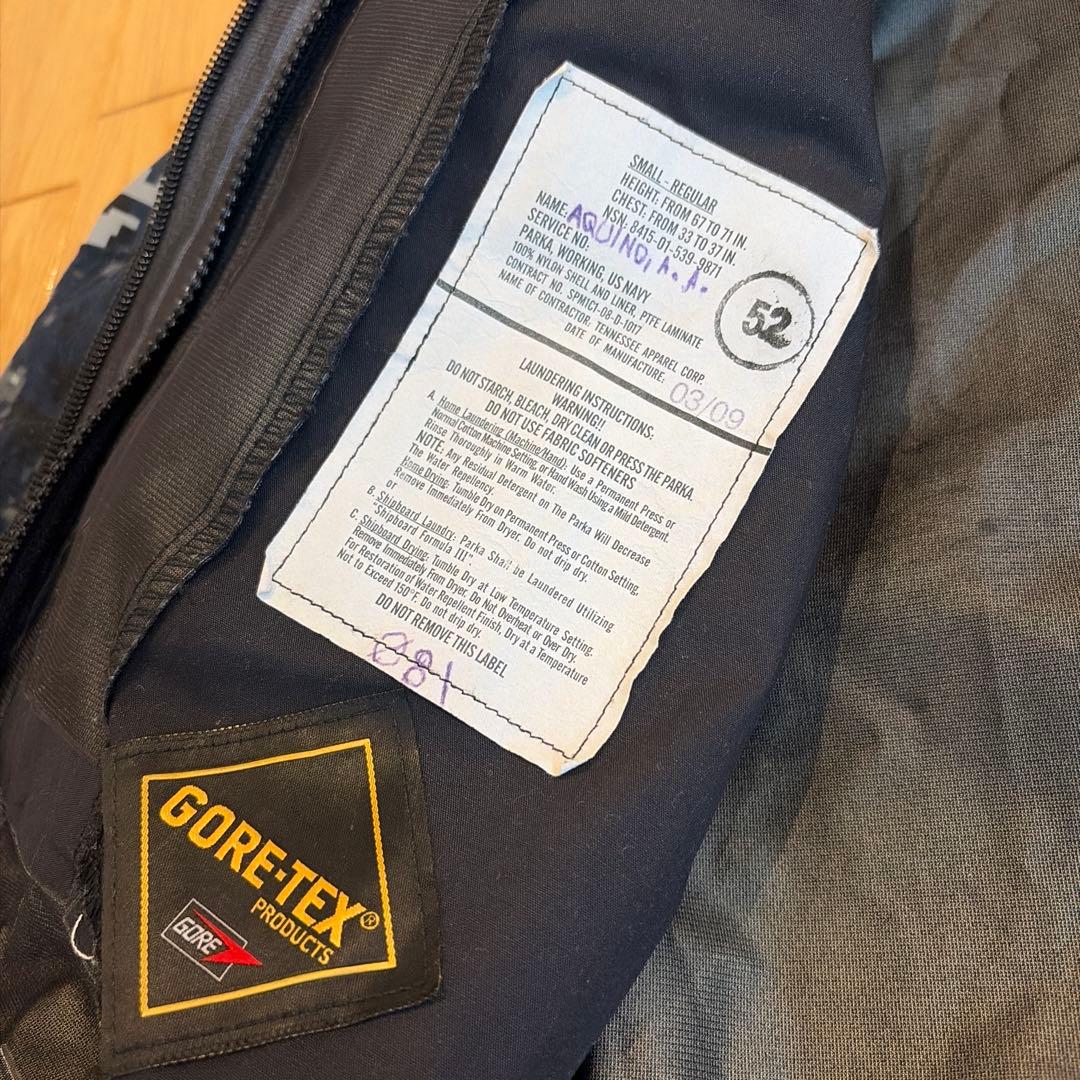 SMALL - REGULAR
HEIGHT: FROM 67 TO 71 IN.
CHEST: FROM 33 TO 37 IN.
NSN. 8415-01-539-9871
NAME: AQUINO, A. A.
SERVICE NO.
PARKA, WORKING, US NAVY
100% NYLON SHELL AND LINER, PTFE LAMINATE
CONTRACT NO. SPM1C1-08-D-1017
NAME OF CONTRACTOR, TENNESSEE APPAREL CORP.
DATE OF MANUFACTURE: 03/09
52
LAUNDERING INSTRUCTIONS:
WARNING!!
DO NOT STARCH, BLEACH, DRY CLEAN OR PRESS THE PARKA.
DO NOT USE FABRIC SOFTENERS
A. Home Laundering (Machine/Hand): Use a Permanent Press or
Normal Cotton Machine Setting, or Hand Wash Using a Mild Detergent.
Rinse Thoroughly in Warm Water.
NOTE: Any Residual Detergent on The Parka Will Decrease
The Water Repellency.
Home Drying: Tumble Dry on Permanent Press or Cotton Setting,
Remove Immediately From Dryer. Do not drip dry.
or
B. Shipboard Laundry: Parka Shall be Laundered Utilizing
"Shipboard Formula III".
C. Shipboard Drying: Tumble Dry at Low Temperature Setting.
Remove Immediately From Dryer. Do Not Overheat or Over Dry.
For Restoration of Water Repellent Finish, Dry at a Temperature
Not to Exceed 150°F. Do not drip dry.
DO NOT REMOVE THIS LABEL
081
GORE-TEX®
PRODUCTS
GORE